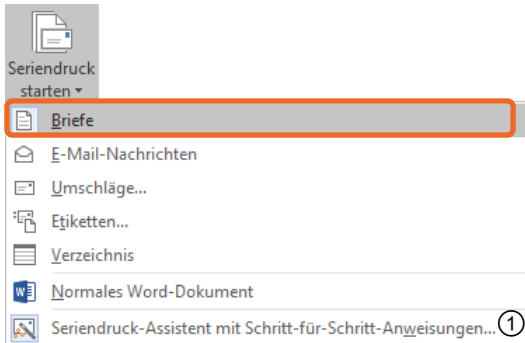 Seriendruck
starten
Briefe
E-Mail-Nachrichten
Umschläge...
Etiketten...
Verzeichnis
Normales Word-Dokument
Seriendruck-Assistent mit Schritt-für-Schritt-Anweisungen... ①